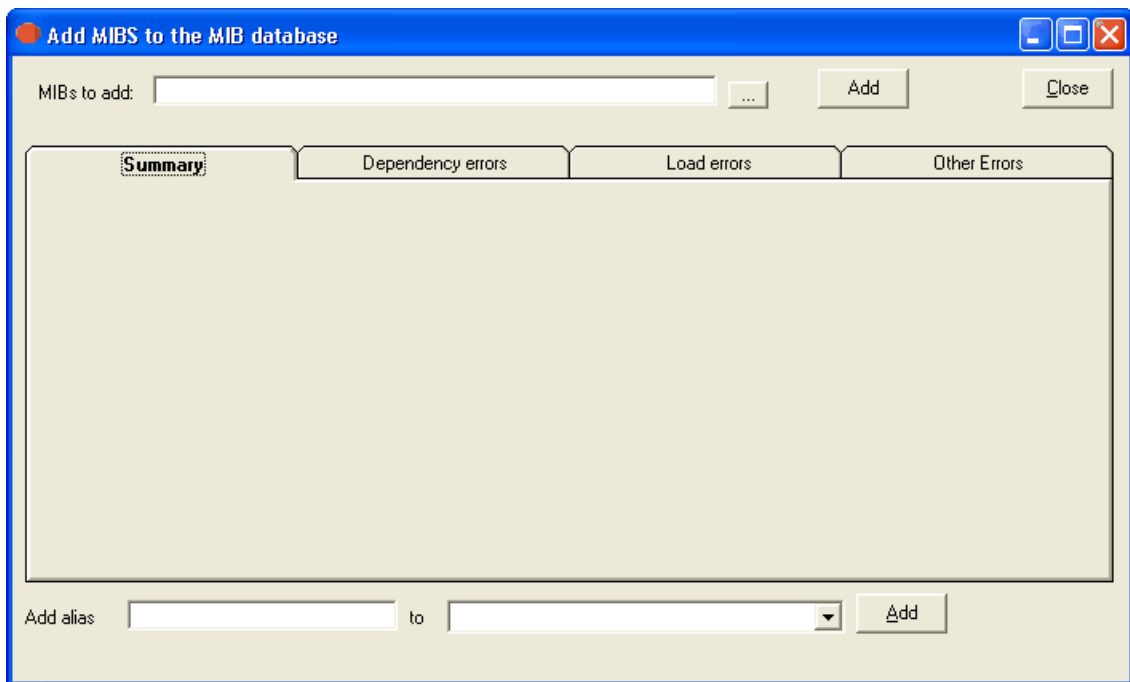 Add MIBS to the MIB database
MIBs to add: ... Add Close
Summary Dependency errors Load errors Other Errors
Add alias to Add